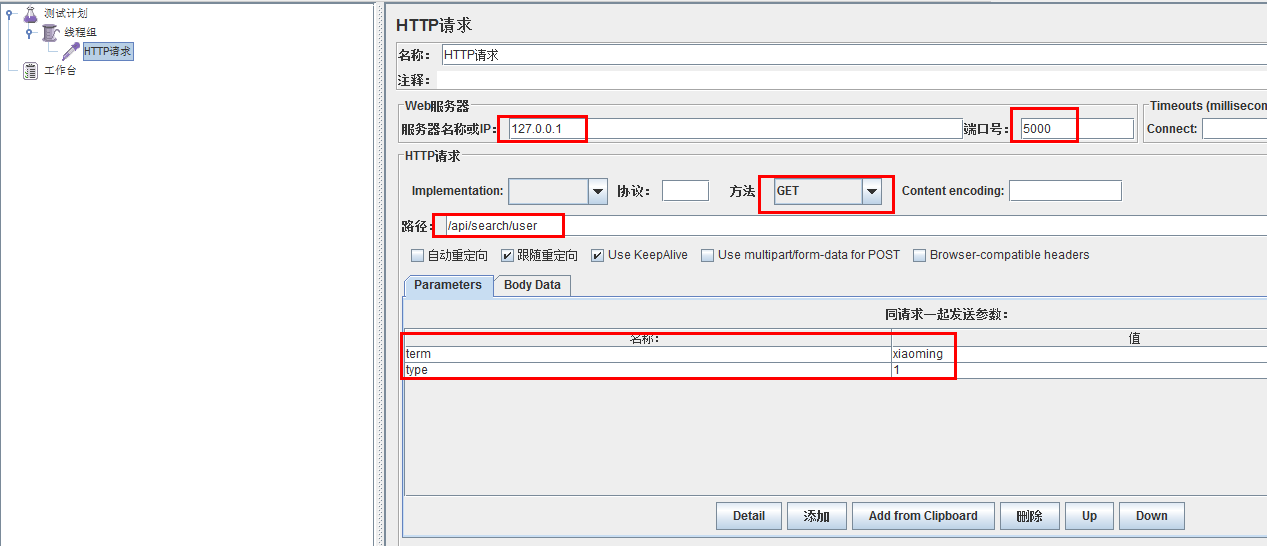 测试计划
线程组
HTTP请求
工作台
HTTP请求
名称： HTTP请求
注释：
Web服务器
服务器名称或IP： 127.0.0.1 端口号： 5000
Timeouts (millisecon
Connect:
HTTP请求
Implementation: 协议： 方法 GET Content encoding:
路径： /api/search/user
自动重定向 跟随重定向 Use KeepAlive Use multipart/form-data for POST Browser-compatible headers
Parameters Body Data
同请求一起发送参数：
名称： 值
term xiaoming
type 1
Detail 添加 Add from Clipboard 删除 Up Down